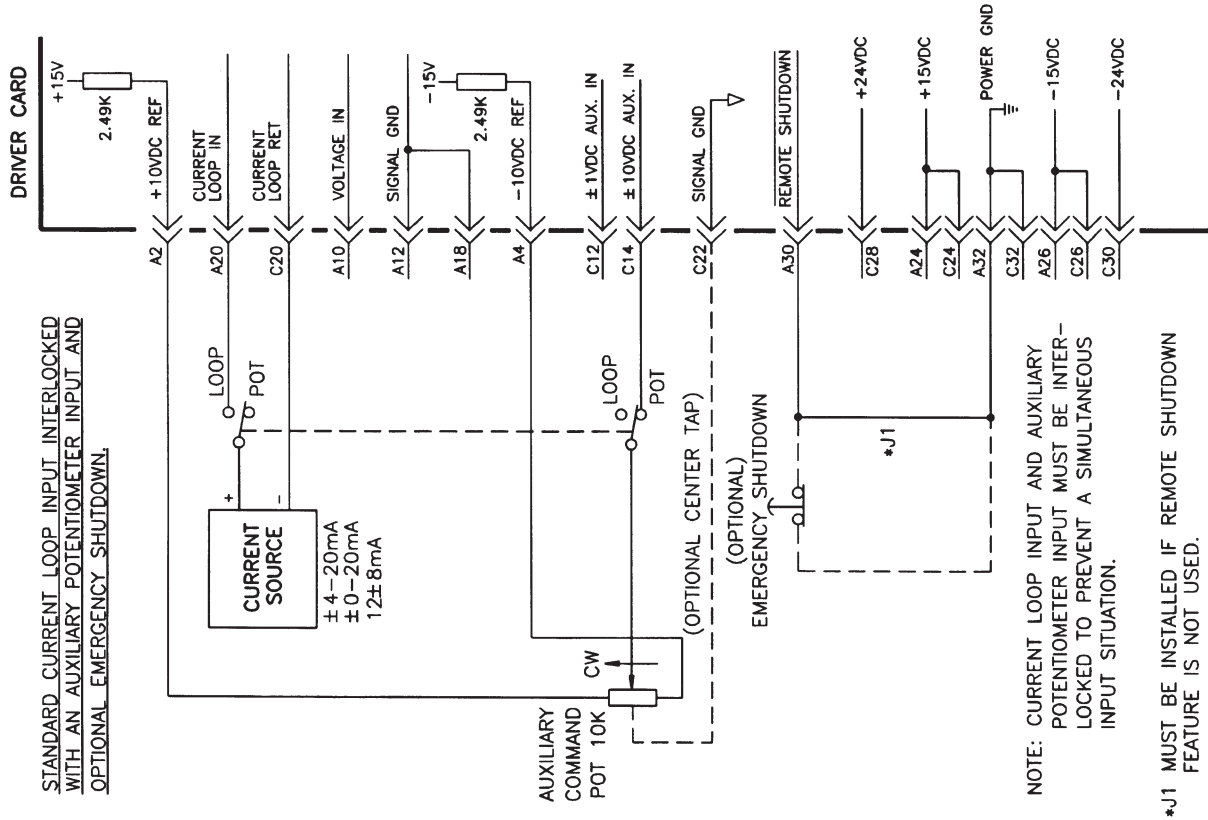 DRIVER CARD
STANDARD CURRENT LOOP INPUT INTERLOCKED
WITH AN AUXILIARY POTENTIOMETER INPUT AND
OPTIONAL EMERGENCY SHUTDOWN.
+15V
2.49K
+10VDC REF
A2
CURRENT
LOOP IN
A20
CURRENT
LOOP RET
C20
VOLTAGE IN
A10
SIGNAL GND
A12
A18
-15V
2.49K
-10VDC REF
A4
±1VDC AUX. IN
C12
±10VDC AUX. IN
C14
SIGNAL GND
C22
REMOTE SHUTDOWN
A30
+24VDC
C28
+15VDC
A24
C24
POWER GND
A32
C32
-15VDC
A26
C26
-24VDC
C30
LOOP
POT
+
-
CURRENT
SOURCE
±4-20mA
±0-20mA
12±8mA
LOOP
POT
CW
AUXILIARY
COMMAND
POT 10K
(OPTIONAL CENTER TAP)
(OPTIONAL)
EMERGENCY SHUTDOWN
*J1
NOTE: CURRENT LOOP INPUT AND AUXILIARY
POTENTIOMETER INPUT MUST BE INTER-
LOCKED TO PREVENT A SIMULTANEOUS
INPUT SITUATION.
*J1 MUST BE INSTALLED IF REMOTE SHUTDOWN
FEATURE IS NOT USED.